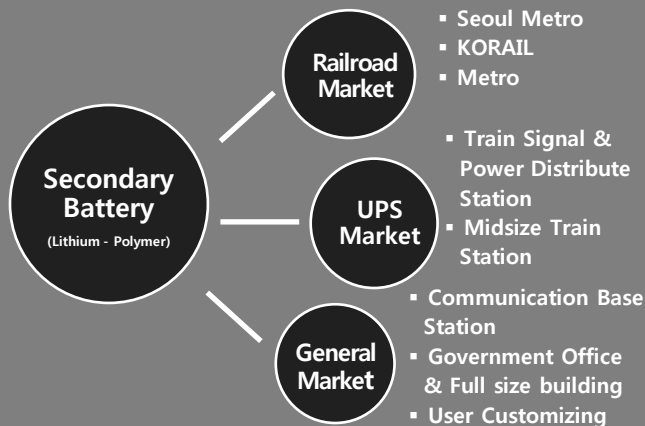 Secondary
Battery
(Lithium - Polymer)
Railroad
Market
▪ Seoul Metro
▪ KORAIL
▪ Metro
UPS
Market
▪ Train Signal &
Power Distribute
Station
▪ Midsize Train
Station
General
Market
▪ Communication Base
Station
▪ Government Office
& Full size building
▪ User Customizing